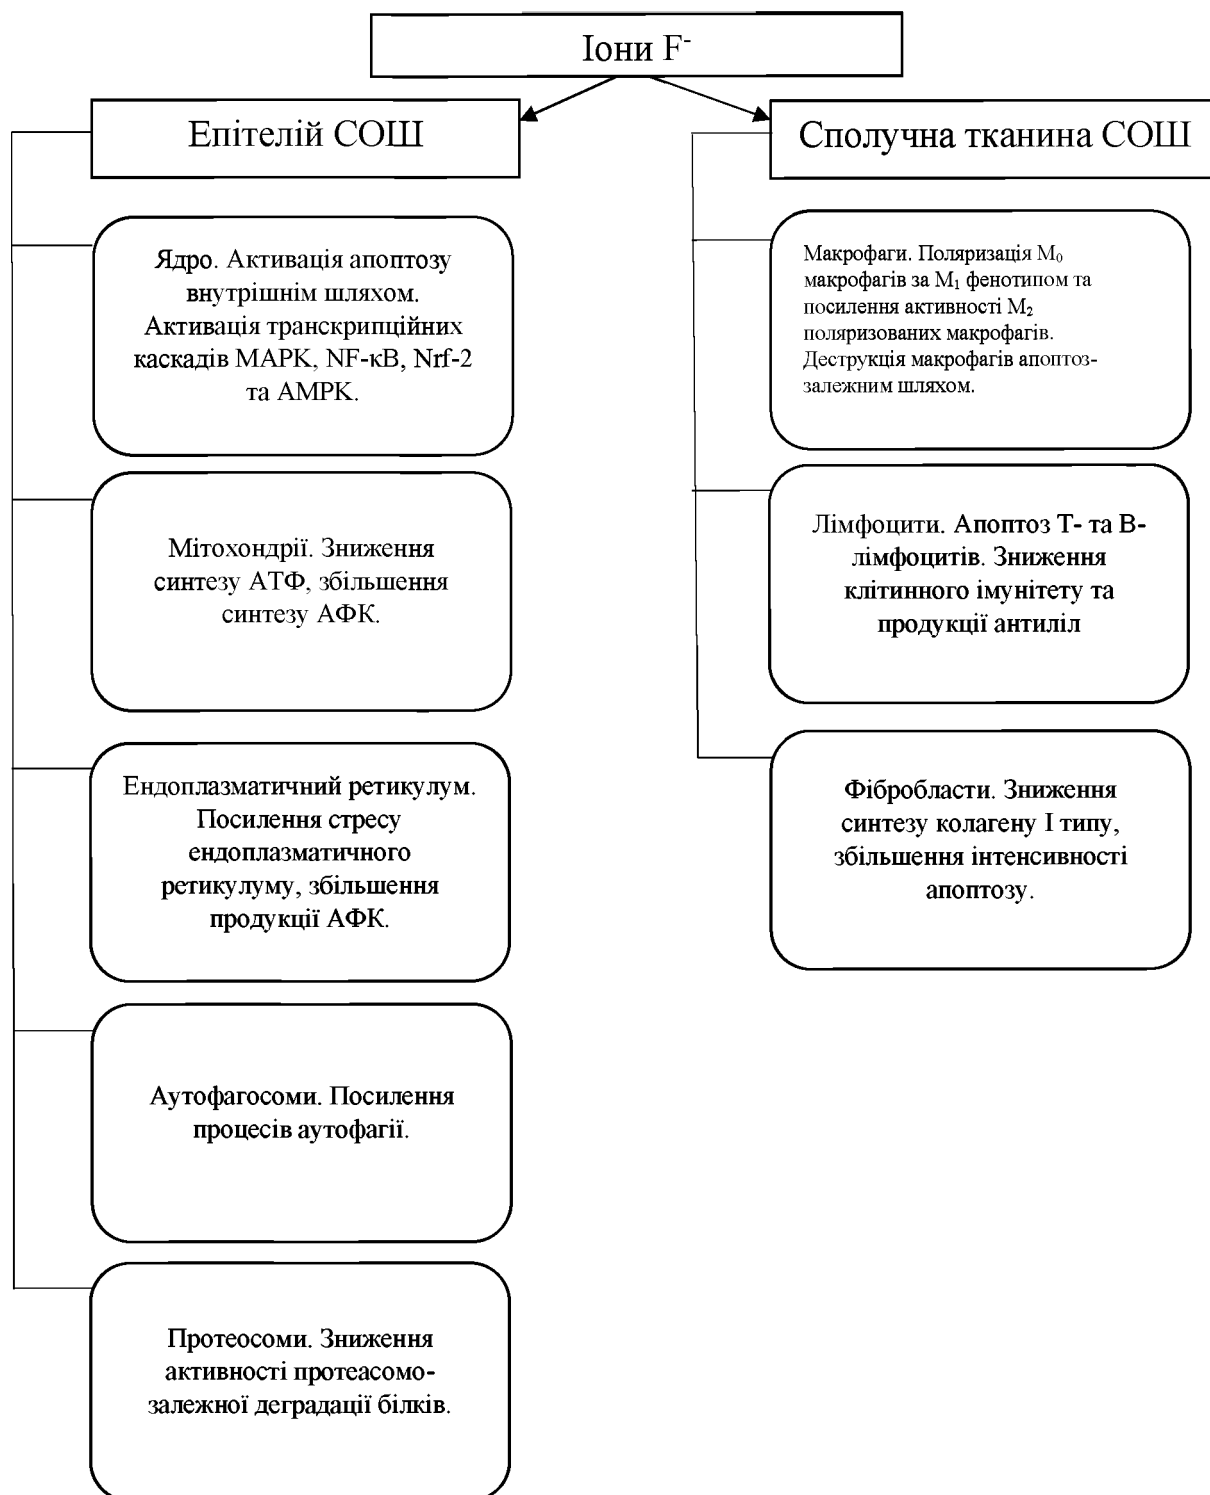 Іони F⁻
Епітелій СОШ
Ядро. Активація апоптозу
внутрішнім шляхом.
Активація транскрипційних
каскадів MAPK, NF-κB, Nrf-2
та AMPK.
Мітохондрії. Зниження
синтезу АТФ, збільшення
синтезу АФК.
Ендоплазматичний ретикулум.
Посилення стресу
ендоплазматичного
ретикулуму, збільшення
продукції АФК.
Аутофагосоми. Посилення
процесів аутофагії.
Протеосоми. Зниження
активності протеасомо-
залежної деградації білків.
Сполучна тканина СОШ
Макрофаги. Поляризація M₀
макрофагів за M₁ фенотипом та
посилення активності M₂
поляризованих макрофагів.
Деструкція макрофагів апоптоз-
залежним шляхом.
Лімфоцити. Апоптоз Т- та В-
лімфоцитів. Зниження
клітинного імунітету та
продукції антиліл
Фібробласти. Зниження
синтезу колагену I типу,
збільшення інтенсивності
апоптозу.